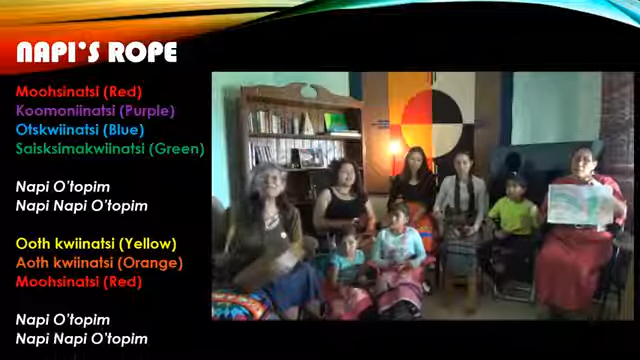 NAPI'S ROPE
Moohsinatsi (Red)
Koomoniinatsi (Purple)
Otskwiinatsi (Blue)
Saisksimakwiinatsi (Green)
Napi O'topim
Napi Napi O'topim
Ooth kwiinatsi (Yellow)
Aoth kwiinatsi (Orange)
Moohsinatsi (Red)
Napi O'topim
Napi Napi O'topim